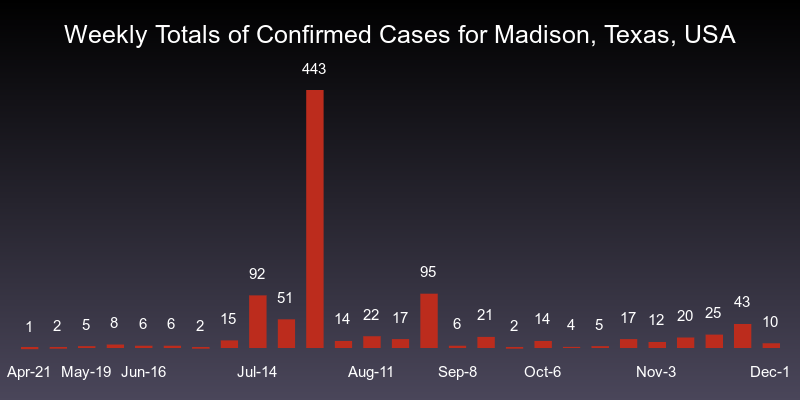 Weekly Totals of Confirmed Cases for Madison, Texas, USA
443
92
95
51
43
1 2 5 8 6 6 2 15 14 22 17 6 21 2 14 4 5 17 12 20 25 10
Apr-21 May-19 Jun-16 Jul-14 Aug-11 Sep-8 Oct-6 Nov-3 Dec-1